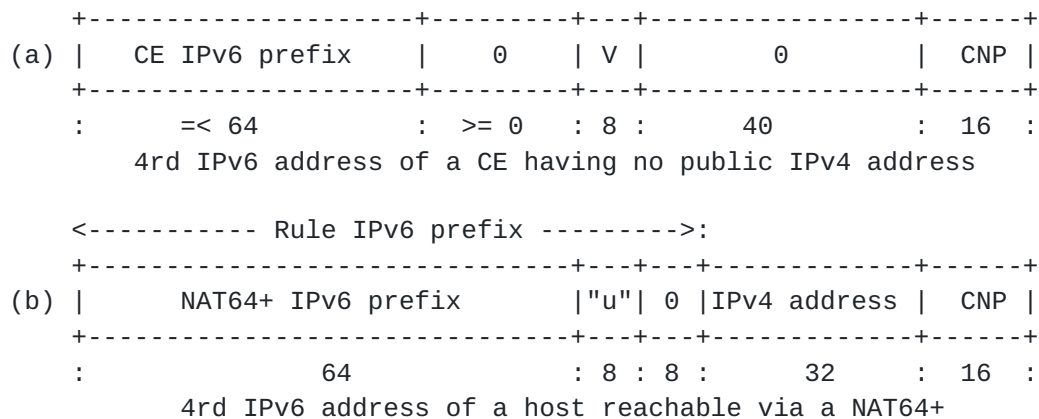 +---------------------+---------+---+-----------------+------+
(a) |   CE IPv6 prefix    |    0    | V |        0        |  CNP |
    +---------------------+---------+---+-----------------+------+
    :       =< 64         :  >= 0   : 8 :       40        :  16  :
        4rd IPv6 address of a CE having no public IPv4 address
    <----------- Rule IPv6 prefix --------->:
    +-------------------------------+---+---+-------------+------+
(b) |       NAT64+ IPv6 prefix      |"u"| 0 |IPv4 address |  CNP |
    +-------------------------------+---+---+-------------+------+
    :               64              : 8 : 8 :      32     :  16  :
           4rd IPv6 address of a host reachable via a NAT64+